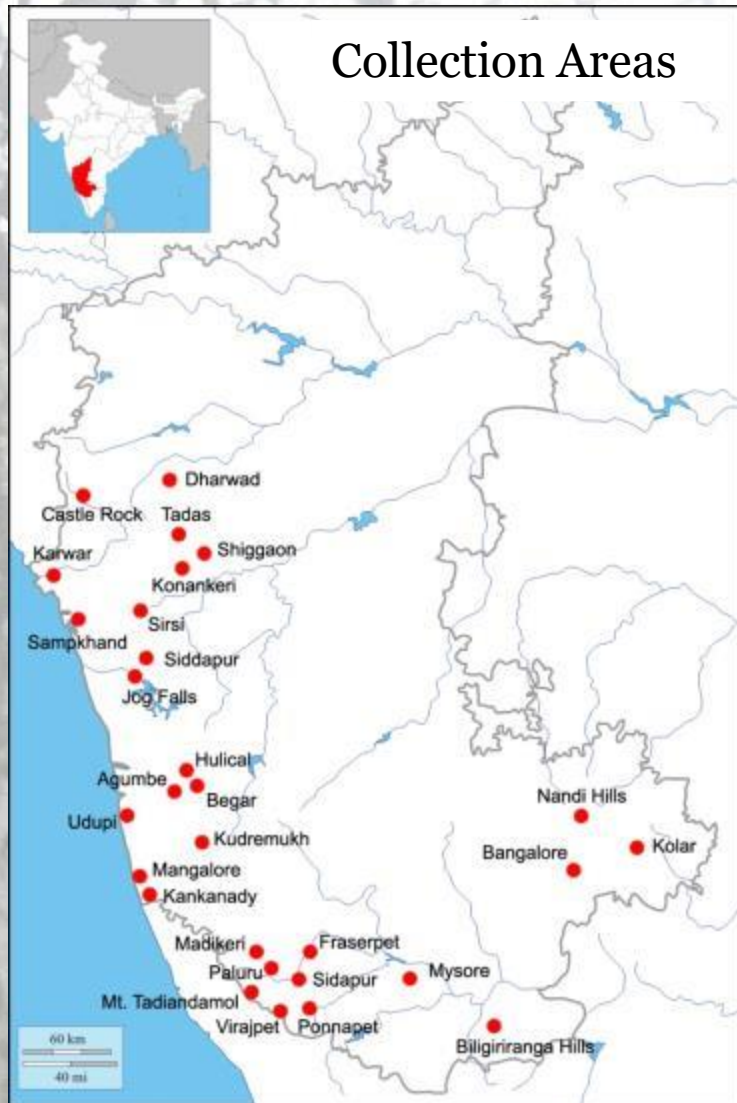 Collection Areas
Dharwad
Castle Rock
Tadas
Shiggaon
Karwar
Konankeri
Sirsi
Sampkhand
Siddapur
Jog Falls
Hulical
Agumbe
Begar
Nandi Hills
Udupi
Kudremukh
Bangalore
Kolar
Mangalore
Kankanady
Madikeri
Fraserpet
Paluru
Sidapur
Mysore
Mt. Tadiandamol
Virajpet
Ponnapet
Biligiriranga Hills
60 km
40 mi